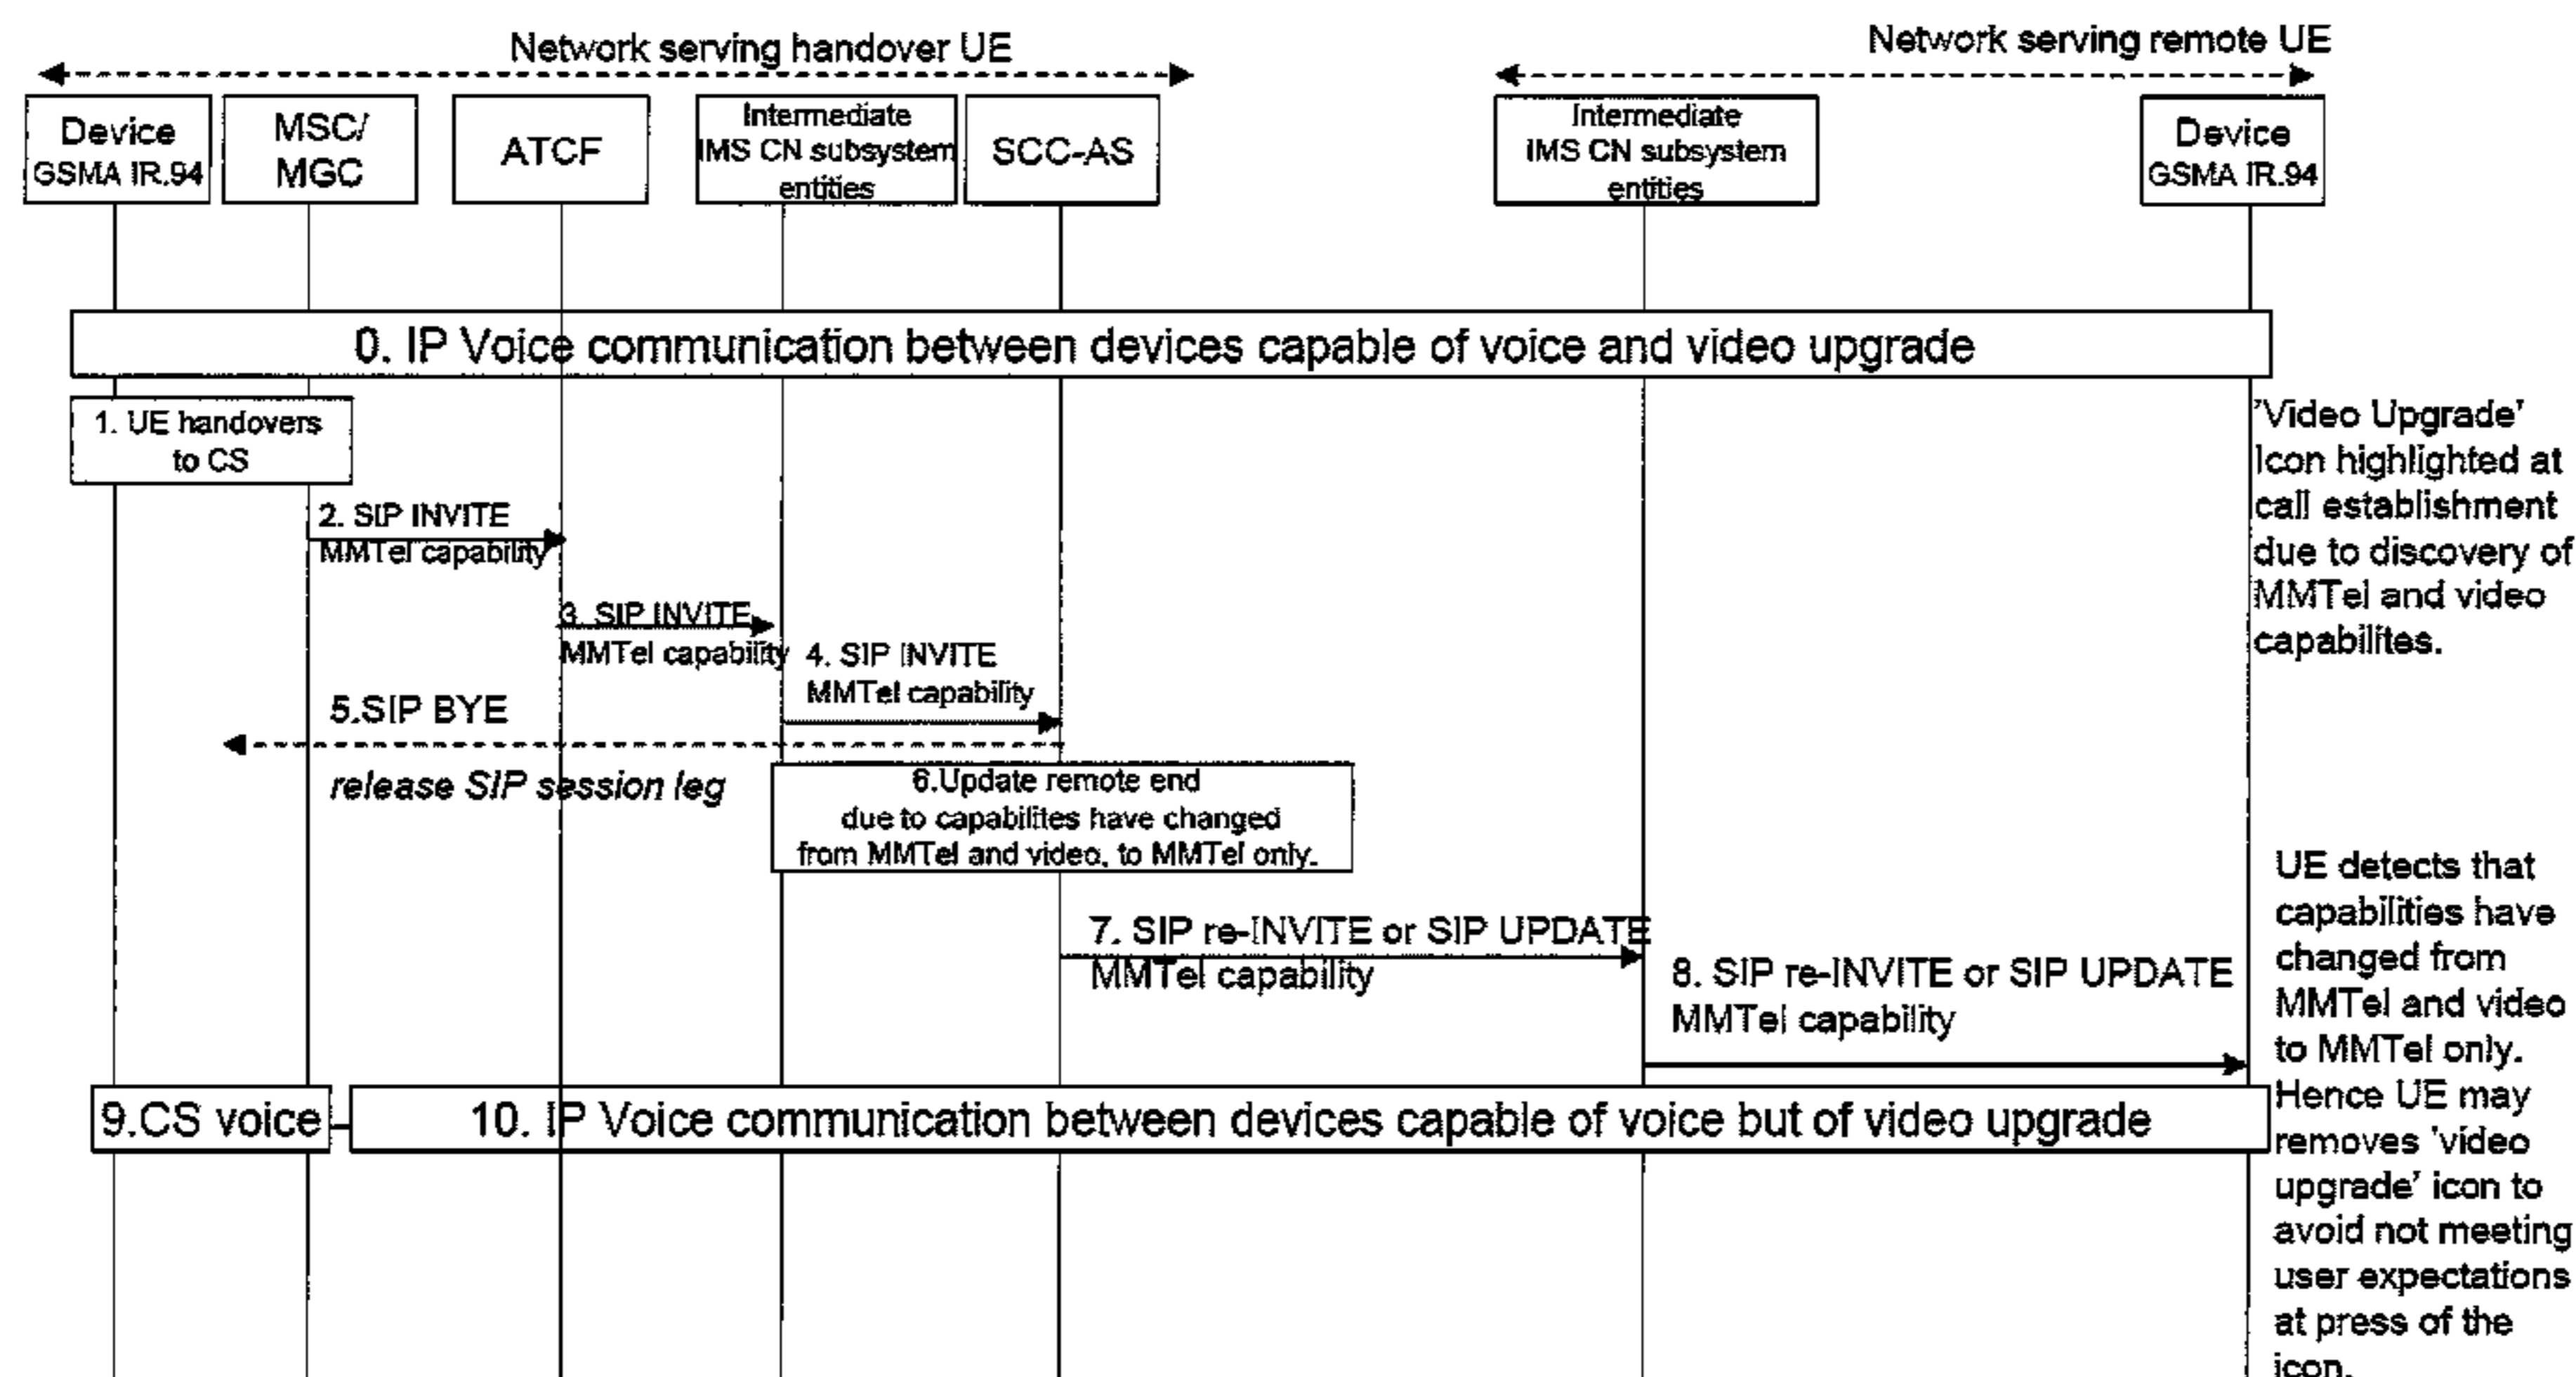 Network serving handover UE
Network serving remote UE
Device
GSMA IR.94
MSC/
MGC
ATCF
Intermediate
IMS CN subsystem
entities
SCC-AS
Intermediate
IMS CN subsystem
entities
Device
GSMA IR.94
0. IP Voice communication between devices capable of voice and video upgrade
1. UE handovers
to CS
'Video Upgrade'
Icon highlighted at
call establishment
due to discovery of
MMTel and video
capabilites.
2. SIP INVITE
MMTel capability
3. SIP INVITE
MMTel capability
4. SIP INVITE
MMTel capability
5.SIP BYE
release SIP session leg
6.Update remote end
due to capabilites have changed
from MMTel and video, to MMTel only.
7. SIP re-INVITE or SIP UPDATE
MMTel capability
8. SIP re-INVITE or SIP UPDATE
MMTel capability
UE detects that
capabilities have
changed from
MMTel and video
to MMTel only.
Hence UE may
removes 'video
upgrade' icon to
avoid not meeting
user expectations
at press of the
icon.
9.CS voice
10. IP Voice communication between devices capable of voice but of video upgrade